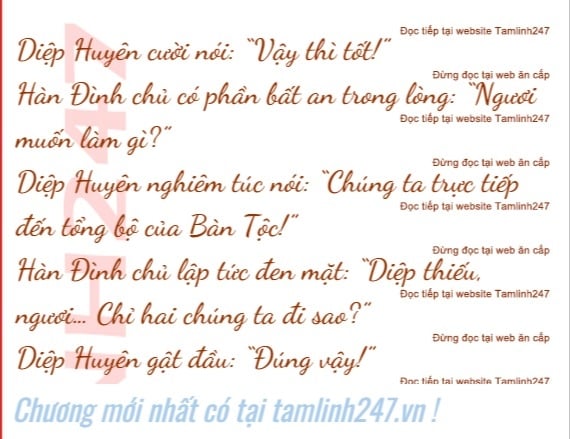 Đọc tiếp tại website Tamlinh247
Diệp Huyên cười nói: “Vậy thì tốt!”
Đừng đọc tại web ăn cắp
Hàn Đình chủ có phần bất an trong lòng: “Ngươi
Đọc tiếp tại website Tamlinh247
muốn làm gì?”
Đừng đọc tại web ăn cắp
Diệp Huyên nghiêm túc nói: “Chúng ta trực tiếp
Đọc tiếp tại website Tamlinh247
đến tổng bộ của Bàn Tộc!”
Đừng đọc tại web ăn cắp
Hàn Đình chủ lập tức đen mặt: “Diệp thiếu,
Đọc tiếp tại website Tamlinh247
ngươi... Chỉ hai chúng ta đi sao?”
Đừng đọc tại web ăn cắp
Diệp Huyên gật đầu: “Đúng vậy!”
Đọc tiếp tại website Tamlinh247
NH247
Chương mới nhất có tại tamlinh247.vn !